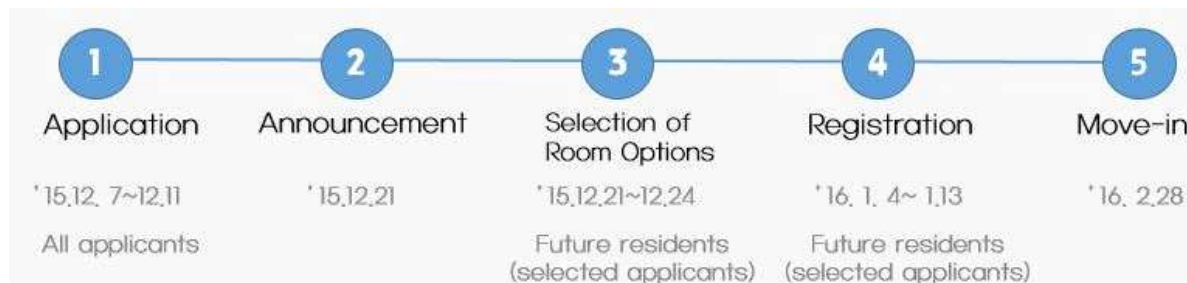 1 2 3 4 5
Application Announcement Selection of Room Options Registration Move-in
'15.12. 7~12.11 '15.12.21 '15.12.21~12.24 '16. 1. 4~ 1.13 '16. 2.28
All applicants Future residents (selected applicants) Future residents (selected applicants)